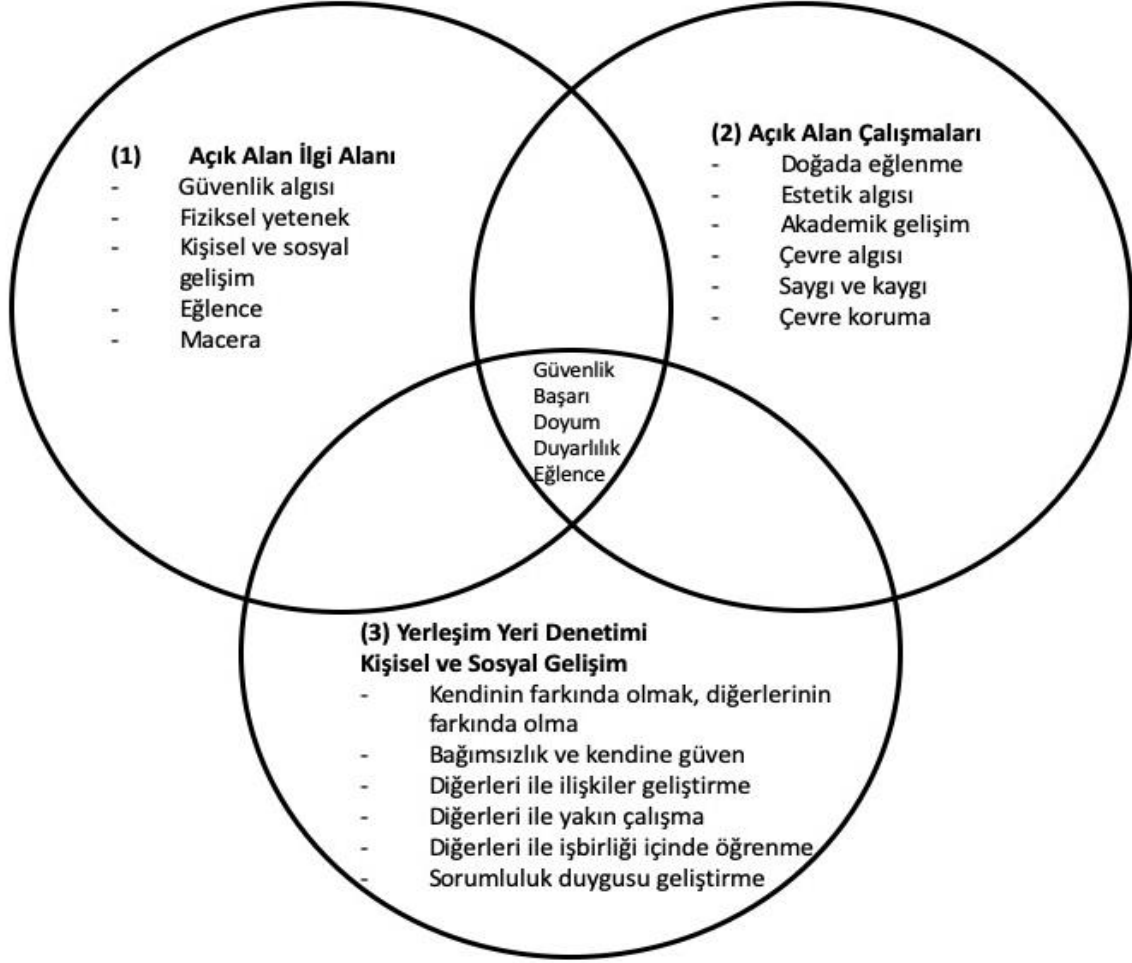 (1) Açık Alan İlgi Alanı
- Güvenlik algısı
- Fiziksel yetenek
- Kişisel ve sosyal
gelişim
- Eğlence
- Macera
(2) Açık Alan Çalışmaları
- Doğada eğlenme
- Estetik algısı
- Akademik gelişim
- Çevre algısı
- Saygı ve kaygı
- Çevre koruma
Güvenlik
Başarı
Doyum
Duyarlılık
Eğlence
(3) Yerleşim Yeri Denetimi
Kişisel ve Sosyal Gelişim
- Kendinin farkında olmak, diğerlerinin
farkında olma
- Bağımsızlık ve kendine güven
- Diğerleri ile ilişkiler geliştirme
- Diğerleri ile yakın çalışma
- Diğerleri ile işbirliği içinde öğrenme
- Sorumluluk duygusu geliştirme